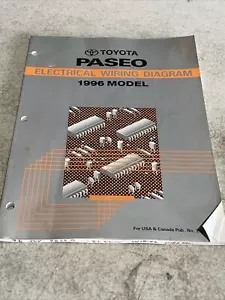 TOYOTA
PASEO
ELECTRICAL WIRING DIAGRAM
1996 MODEL
For USA & Canada Pub. No.